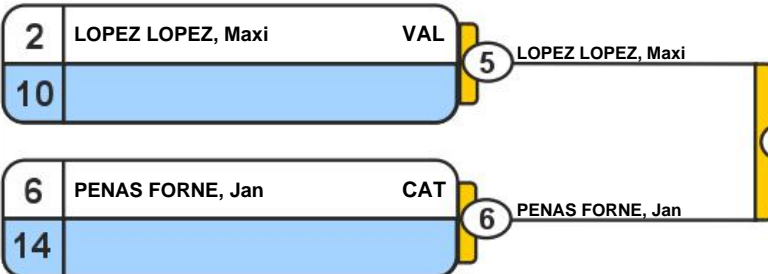 2 LOPEZ LOPEZ, Maxi VAL
5 LOPEZ LOPEZ, Maxi
10
6 PENAS FORNE, Jan CAT
6 PENAS FORNE, Jan
14